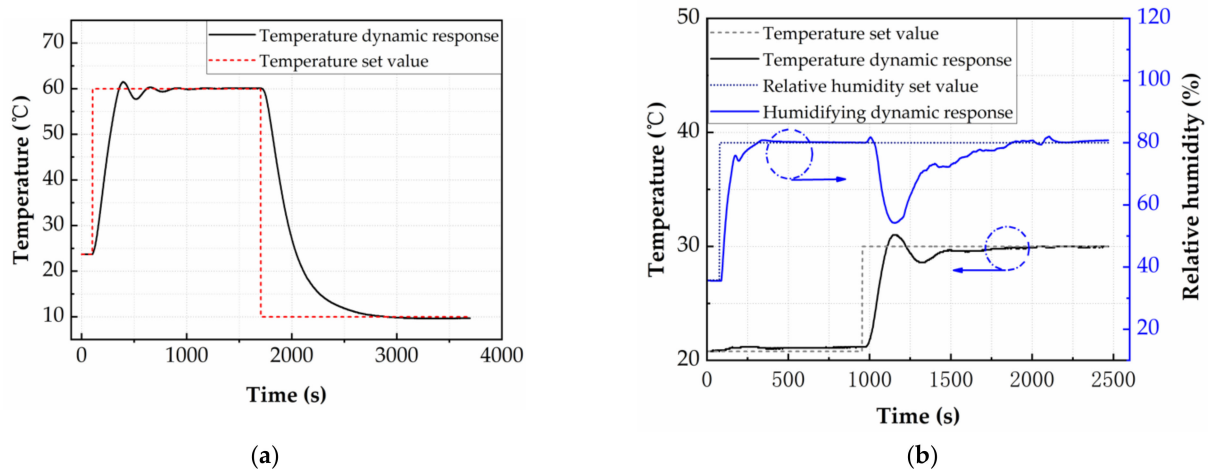 Temperature dynamic response
Temperature set value
Temperature (℃)
70
60
50
40
30
20
10
0
1000
2000
3000
4000
Time (s)
(a)
Temperature set value
Temperature dynamic response
Relative humidity set value
Humidifying dynamic response
Temperature (℃)
50
40
30
20
Relative humidity (%)
120
100
80
60
40
20
0
500
1000
1500
2000
2500
Time (s)
(b)